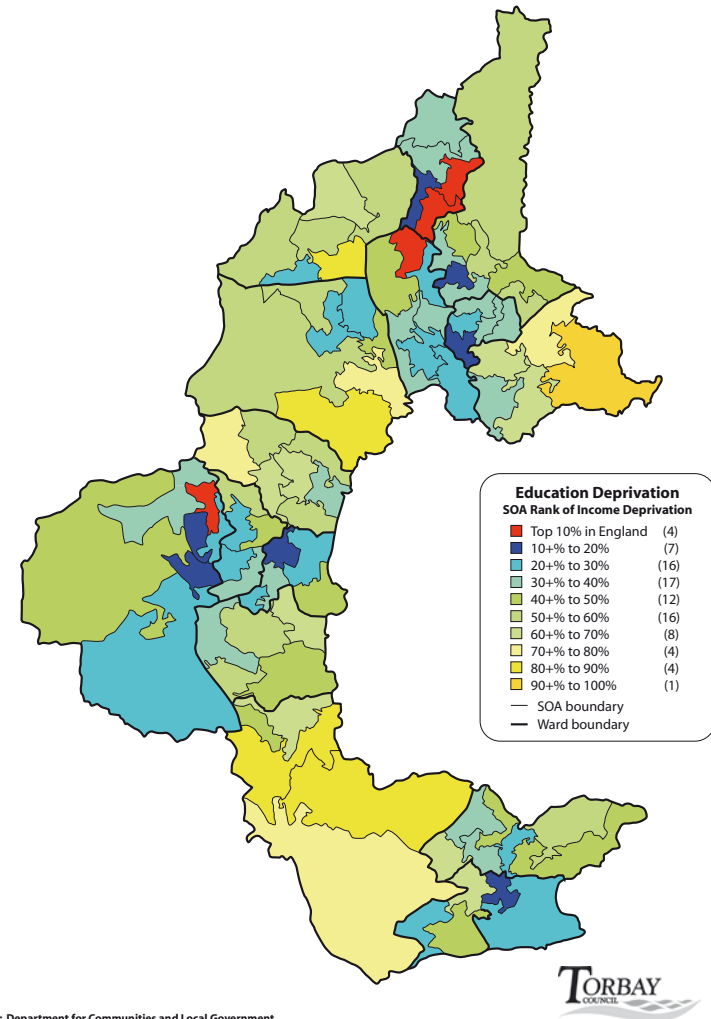 Education Deprivation
SOA Rank of Income Deprivation
Top 10% in England (4)
10+% to 20% (7)
20+% to 30% (16)
30+% to 40% (17)
40+% to 50% (12)
50+% to 60% (16)
60+% to 70% (8)
70+% to 80% (4)
80+% to 90% (4)
90+% to 100% (1)
SOA boundary
Ward boundary
TORBAY
COUNCIL
: Department for Communities and Local Government